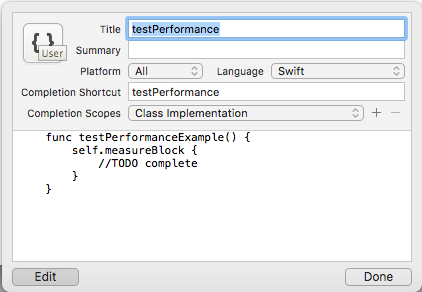 Title testPerformance
{ }
User
Summary
Platform All Language Swift
Completion Shortcut testPerformance
Completion Scopes Class Implementation + −
func testPerformanceExample() {
self.measureBlock {
//TODO complete
}
}
Edit Done